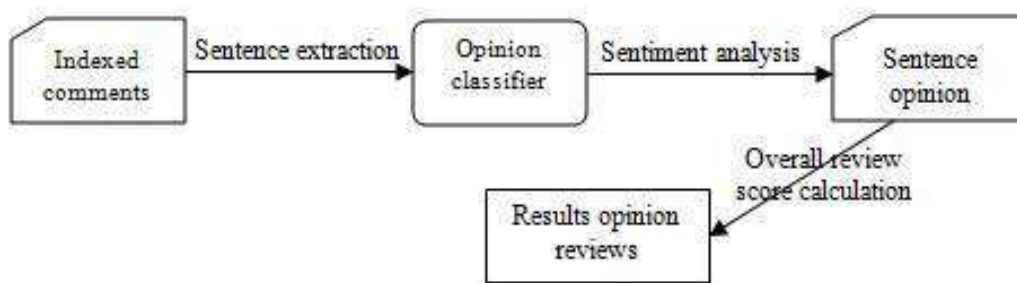 Indexed
comments
Sentence extraction
Opinion
classifier
Sentiment analysis
Sentence
opinion
Overall review
score calculation
Results opinion
reviews